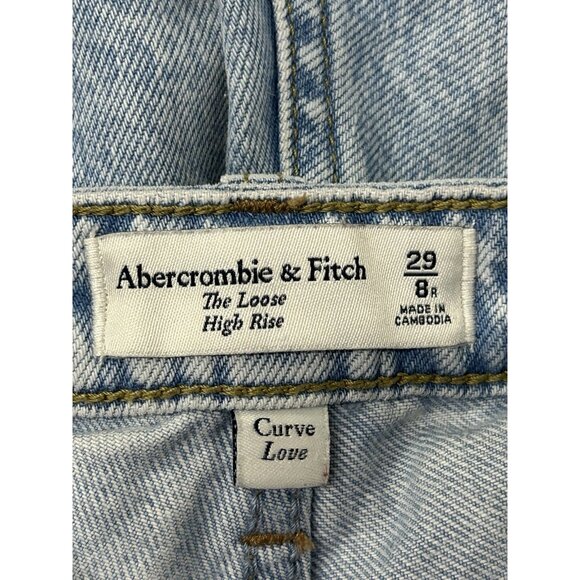 Abercrombie & Fitch
The Loose
High Rise
29
8R
MADE IN
CAMBODIA
Curve
Love